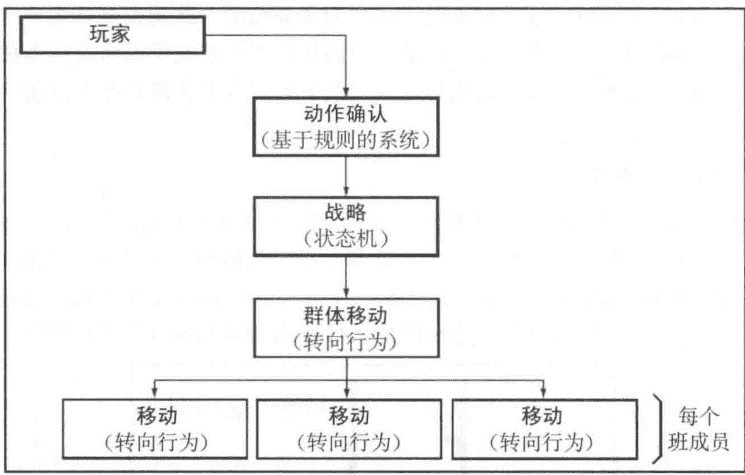 玩家
动作确认
（基于规则的系统）
战略
（状态机）
群体移动
（转向行为）
移动
（转向行为）
移动
（转向行为）
移动
（转向行为）
每个
班成员